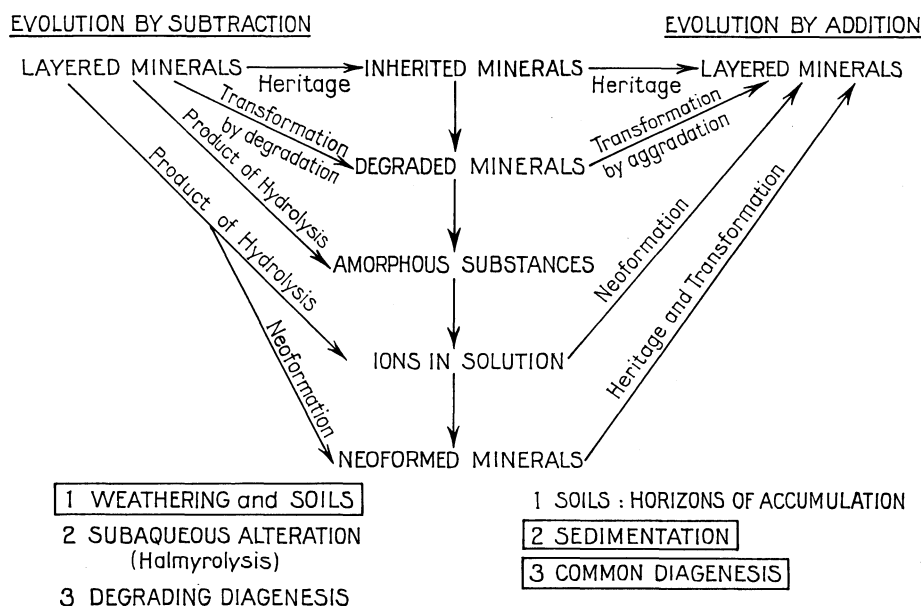 EVOLUTION BY SUBTRACTION
EVOLUTION BY ADDITION
LAYERED MINERALS
Heritage
INHERITED MINERALS
Heritage
LAYERED MINERALS
Transformation
by degradation
Transformation
by aggradation
DEGRADED MINERALS
Product of Hydrolysis
Product of Hydrolysis
AMORPHOUS SUBSTANCES
Neoformation
Heritage and Transformation
IONS IN SOLUTION
Neoformation
NEOFORMED MINERALS
1 WEATHERING and SOILS
2 SUBAQUEOUS ALTERATION
(Halmyrolysis)
3 DEGRADING DIAGENESIS
1 SOILS : HORIZONS OF ACCUMULATION
2 SEDIMENTATION
3 COMMON DIAGENESIS